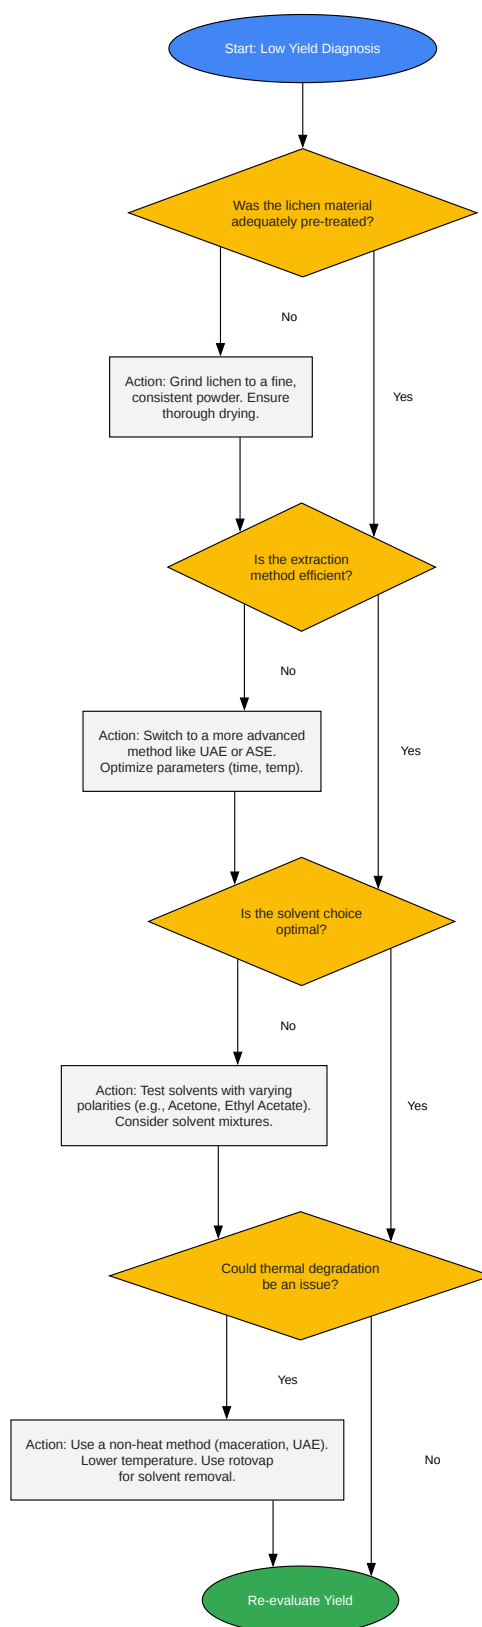 Start: Low Yield Diagnosis
Was the lichen material
adequately pre-treated?
No
Action: Grind lichen to a fine,
consistent powder. Ensure
thorough drying.
Yes
Is the extraction
method efficient?
No
Action: Switch to a more advanced
method like UAE or ASE.
Optimize parameters (time, temp).
Yes
Is the solvent choice
optimal?
No
Action: Test solvents with varying
polarities (e.g., Acetone, Ethyl Acetate).
Consider solvent mixtures.
Yes
Could thermal degradation
be an issue?
Yes
Action: Use a non-heat method (maceration, UAE).
Lower temperature. Use rotovap
for solvent removal.
No
Re-evaluate Yield